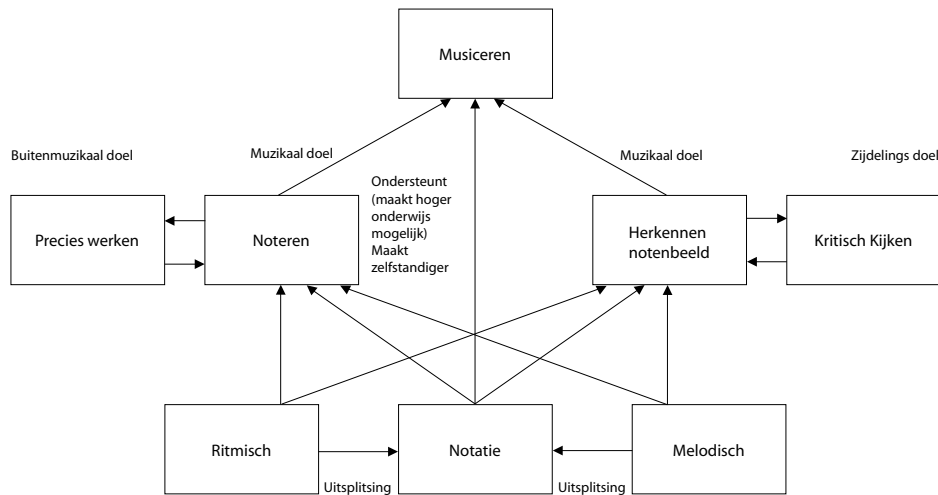 Musiceren
Buitenmuzikaal doel
Muzikaal doel
Muzikaal doel
Zijdelings doel
Precies werken
Noteren
Ondersteunt
(maakt hoger
onderwijs
mogelijk)
Maakt
zelfstandiger
Herkennen
notenbeeld
Kritisch Kijken
Ritmisch
Notatie
Melodisch
Uitsplitsing
Uitsplitsing